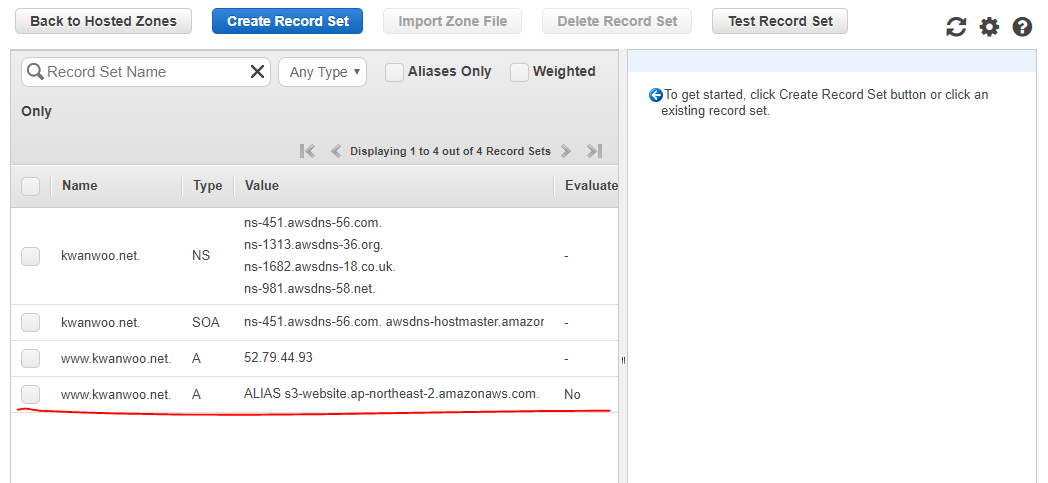 Back to Hosted Zones
Create Record Set
Import Zone File
Delete Record Set
Test Record Set
Record Set Name
Any Type
Aliases Only
Weighted
Only
Displaying 1 to 4 out of 4 Record Sets
Name Type Value Evaluate
kwanwoo.net. NS ns-451.awsdns-56.com. -
ns-1313.awsdns-36.org.
ns-1682.awsdns-18.co.uk.
ns-981.awsdns-58.net.
kwanwoo.net. SOA ns-451.awsdns-56.com. awsdns-hostmaster.amazor -
www.kwanwoo.net. A 52.79.44.93 -
www.kwanwoo.net. A ALIAS s3-website.ap-northeast-2.amazonaws.com. No
To get started, click Create Record Set button or click an
existing record set.